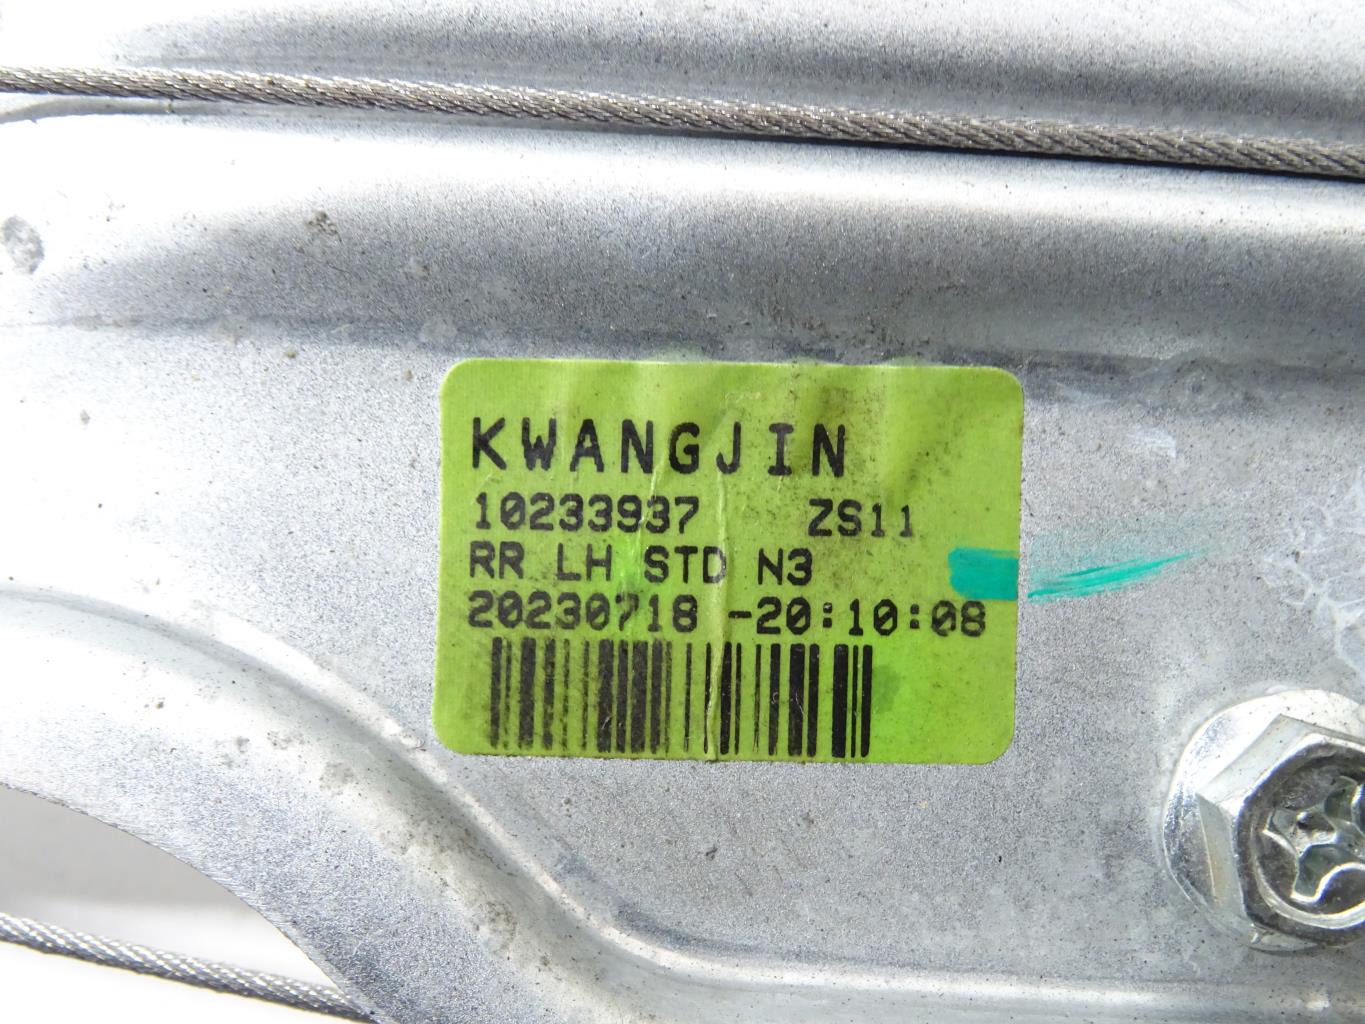 KWANGJIN
10233937 ZS11
RR LH STD N3
20230718 -20:10:08